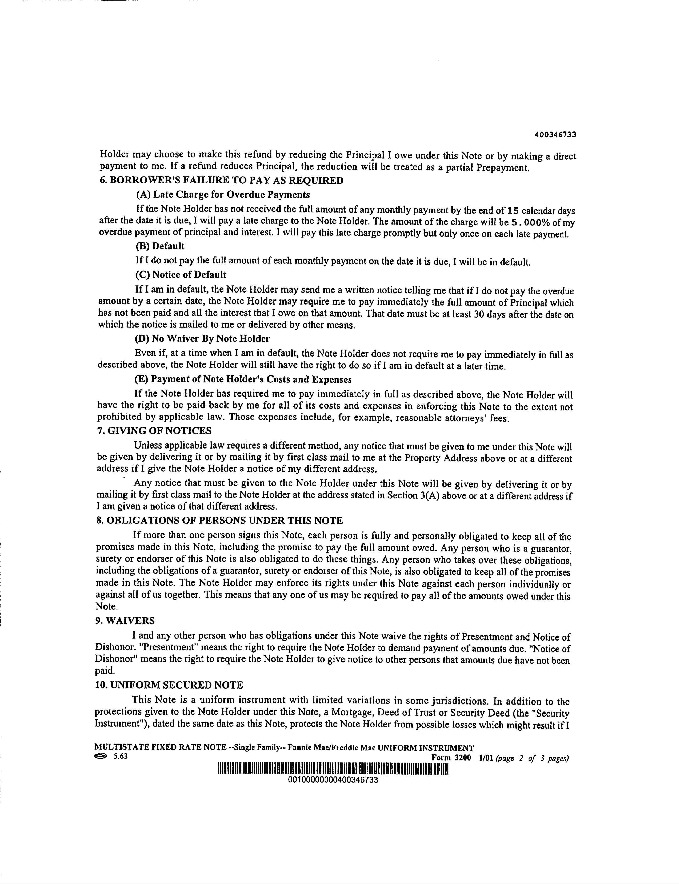 400346733
Holder may choose to make this refund by reducing the Principal I owe under this Note or by making a direct
payment to me. If a refund reduces Principal, the reduction will be treated as a partial Prepayment.
6. BORROWER'S FAILURE TO PAY AS REQUIRED
(A) Late Charge for Overdue Payments
If the Note Holder has not received the full amount of any monthly payment by the end of 15 calendar days
after the date it is due, I will pay a late charge to the Note Holder. The amount of the charge will be 5.000% of my
overdue payment of principal and interest. I will pay this late charge promptly but only once on each late payment.
(B) Default
If I do not pay the full amount of each monthly payment on the date it is due, I will be in default.
(C) Notice of Default
If I am in default, the Note Holder may send me a written notice telling me that if I do not pay the overdue
amount by a certain date, the Note Holder may require me to pay immediately the full amount of Principal which
has not been paid and all the interest that I owe on that amount. That date must be at least 30 days after the date on
which the notice is mailed to me or delivered by other means.
(D) No Waiver By Note Holder
Even if, at a time when I am in default, the Note Holder does not require me to pay immediately in full as
described above, the Note Holder will still have the right to do so if I am in default at a later time.
(E) Payment of Note Holder's Costs and Expenses
If the Note Holder has required me to pay immediately in full as described above, the Note Holder will
have the right to be paid back by me for all of its costs and expenses in enforcing this Note to the extent not
prohibited by applicable law. Those expenses include, for example, reasonable attorneys' fees.
7. GIVING OF NOTICES
Unless applicable law requires a different method, any notice that must be given to me under this Note will
be given by delivering it or by mailing it by first class mail to me at the Property Address above or at a different
address if I give the Note Holder a notice of my different address.
Any notice that must be given to the Note Holder under this Note will be given by delivering it or by
mailing it by first class mail to the Note Holder at the address stated in Section 3(A) above or at a different address if
I am given a notice of that different address.
8. OBLIGATIONS OF PERSONS UNDER THIS NOTE
If more than one person signs this Note, each person is fully and personally obligated to keep all of the
promises made in this Note, including the promise to pay the full amount owed. Any person who is a guarantor,
surety or endorser of this Note is also obligated to do these things. Any person who takes over these obligations,
including the obligations of a guarantor, surety or endorser of this Note, is also obligated to keep all of the promises
made in this Note. The Note Holder may enforce its rights under this Note against each person individually or
against all of us together. This means that any one of us may be required to pay all of the amounts owed under this
Note.
9. WAIVERS
I and any other person who has obligations under this Note waive the rights of Presentment and Notice of
Dishonor. "Presentment" means the right to require the Note Holder to demand payment of amounts due. "Notice of
Dishonor" means the right to require the Note Holder to give notice to other persons that amounts due have not been
paid.
10. UNIFORM SECURED NOTE
This Note is a uniform instrument with limited variations in some jurisdictions. In addition to the
protections given to the Note Holder under this Note, a Mortgage, Deed of Trust or Security Deed (the "Security
Instrument"), dated the same date as this Note, protects the Note Holder from possible losses which might result if I
MULTISTATE FIXED RATE NOTE --Single Family-- Fannie Mae/Freddie Mac UNIFORM INSTRUMENT
5.63 Form 3200 1/01 (page 2 of 3 pages)
00100000000400346733